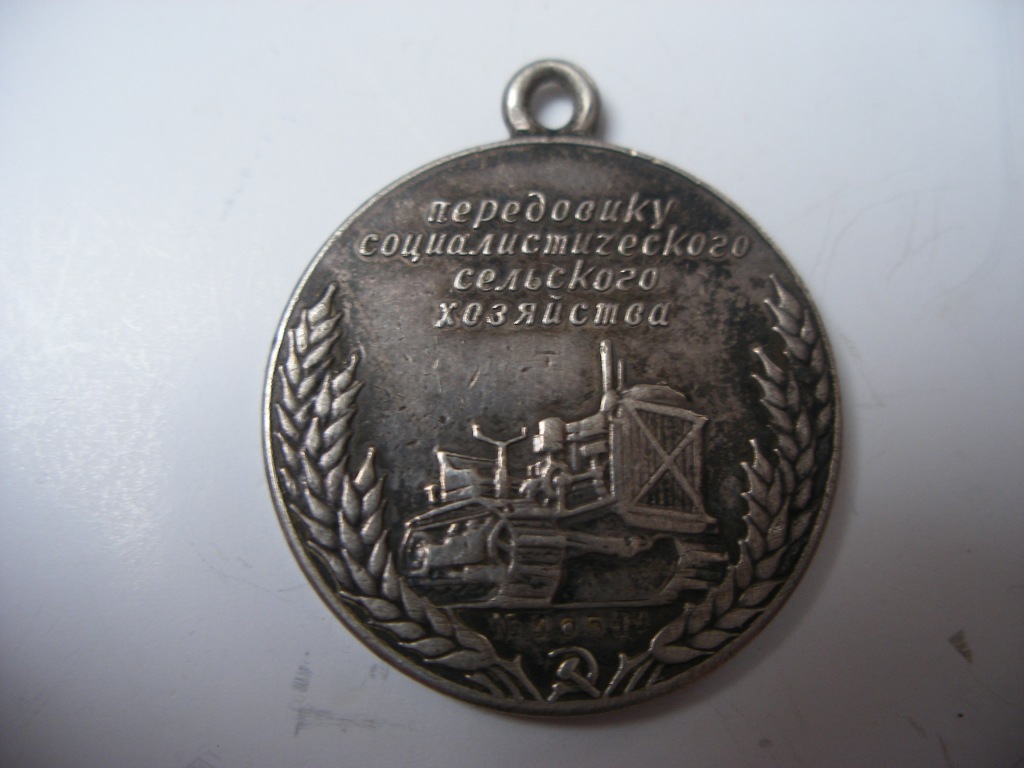 передовику
социалистического
сельского
хозяйства